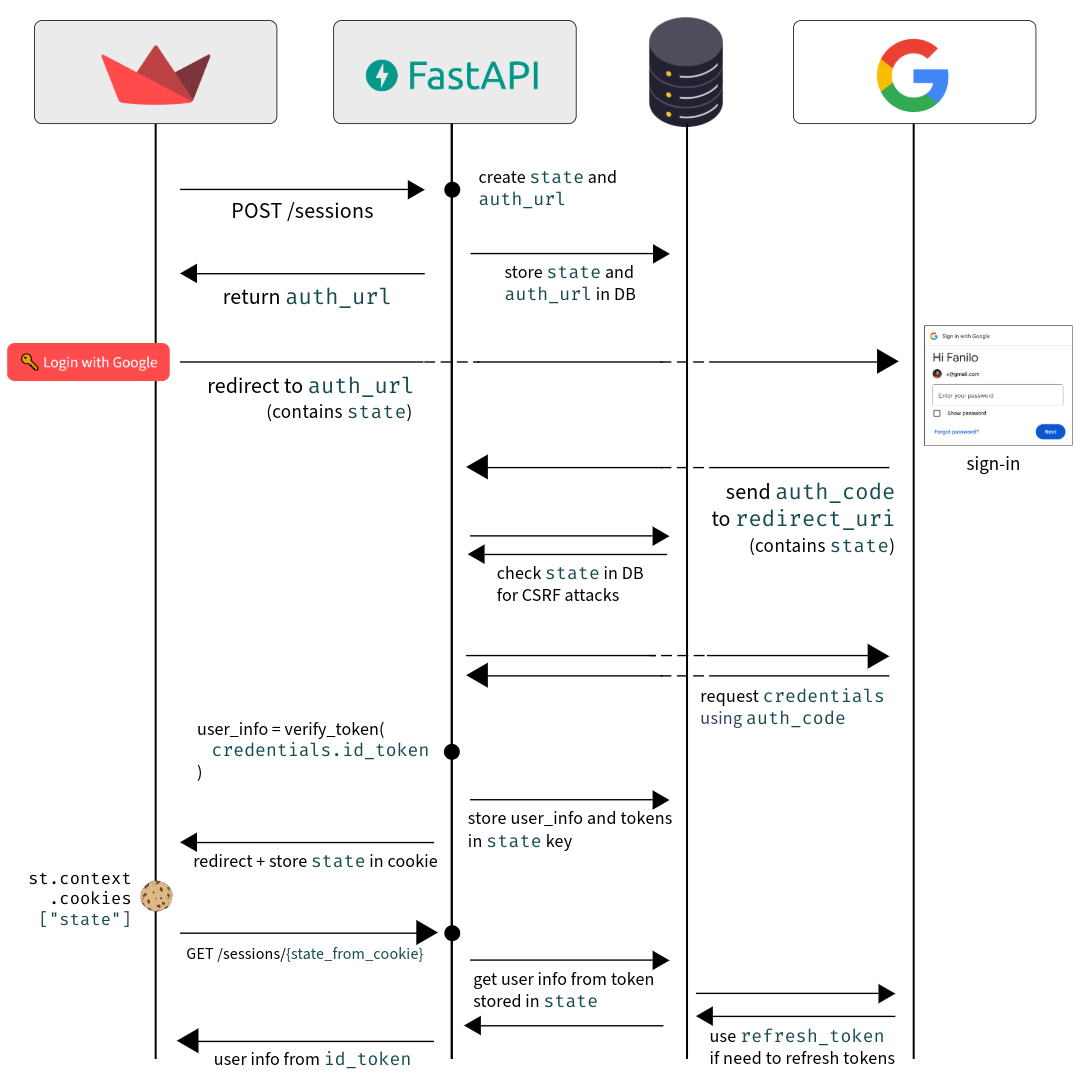 FastAPI
create state and
auth_url
POST /sessions
store state and
auth_url in DB
return auth_url
Login with Google
redirect to auth_url
(contains state)
Sign in with Google
Hi Fanilo
x@gmail.com
Enter your password
Show password
Forgot password?
Next
sign-in
send auth_code
to redirect_uri
(contains state)
check state in DB
for CSRF attacks
request credentials
using auth_code
user_info = verify_token(
credentials.id_token
)
store user_info and tokens
in state key
redirect + store state in cookie
st.context
.cookies
["state"]
GET /sessions/{state_from_cookie}
get user info from token
stored in state
use refresh_token
if need to refresh tokens
user info from id_token